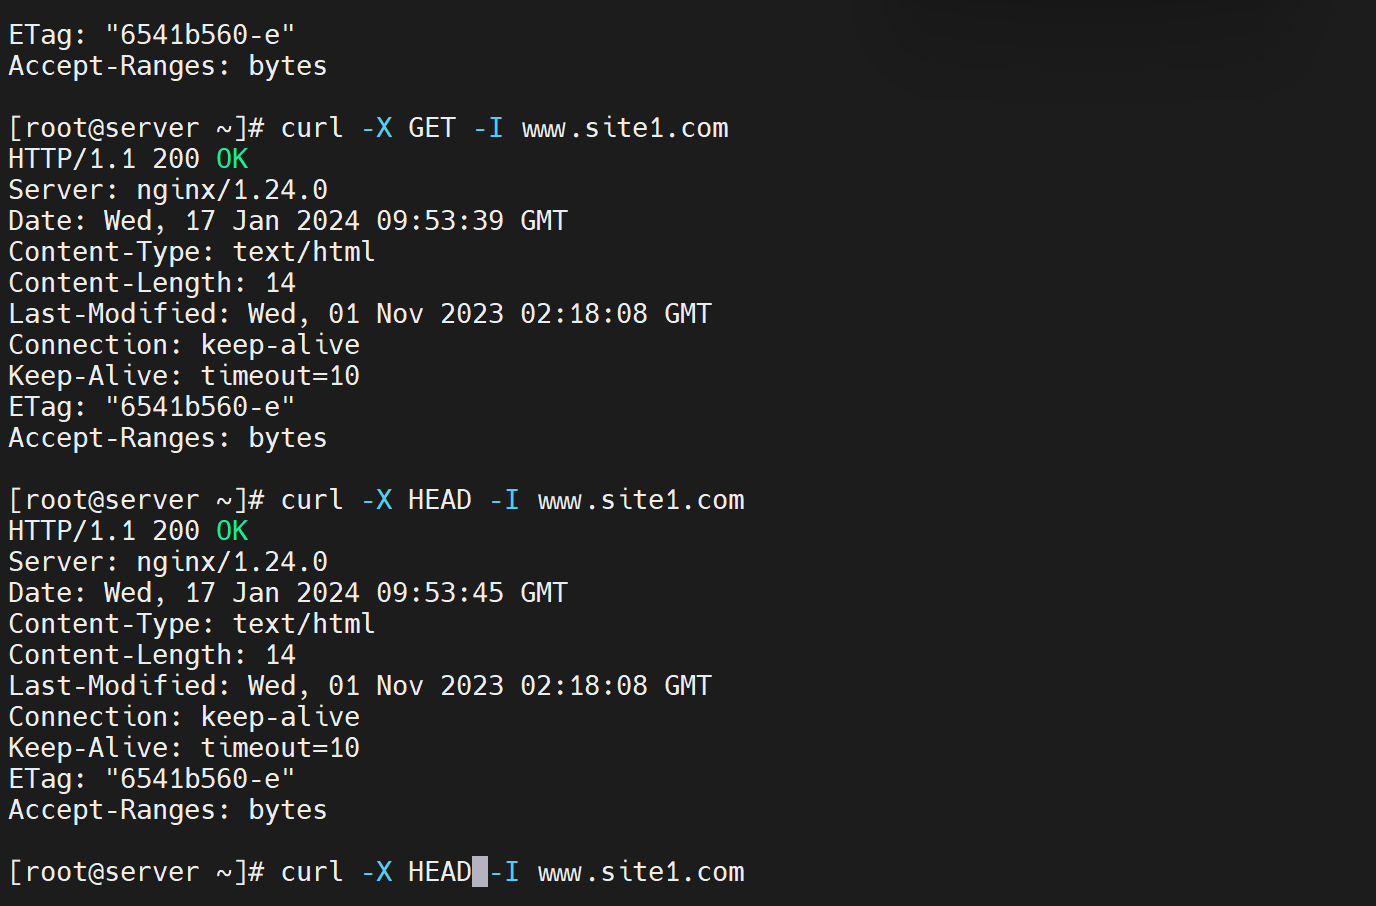 ETag: "6541b560-e"
Accept-Ranges: bytes
[root@server ~]# curl -X GET -I www.site1.com
HTTP/1.1 200 OK
Server: nginx/1.24.0
Date: Wed, 17 Jan 2024 09:53:39 GMT
Content-Type: text/html
Content-Length: 14
Last-Modified: Wed, 01 Nov 2023 02:18:08 GMT
Connection: keep-alive
Keep-Alive: timeout=10
ETag: "6541b560-e"
Accept-Ranges: bytes
[root@server ~]# curl -X HEAD -I www.site1.com
HTTP/1.1 200 OK
Server: nginx/1.24.0
Date: Wed, 17 Jan 2024 09:53:45 GMT
Content-Type: text/html
Content-Length: 14
Last-Modified: Wed, 01 Nov 2023 02:18:08 GMT
Connection: keep-alive
Keep-Alive: timeout=10
ETag: "6541b560-e"
Accept-Ranges: bytes
[root@server ~]# curl -X HEAD -I www.site1.com